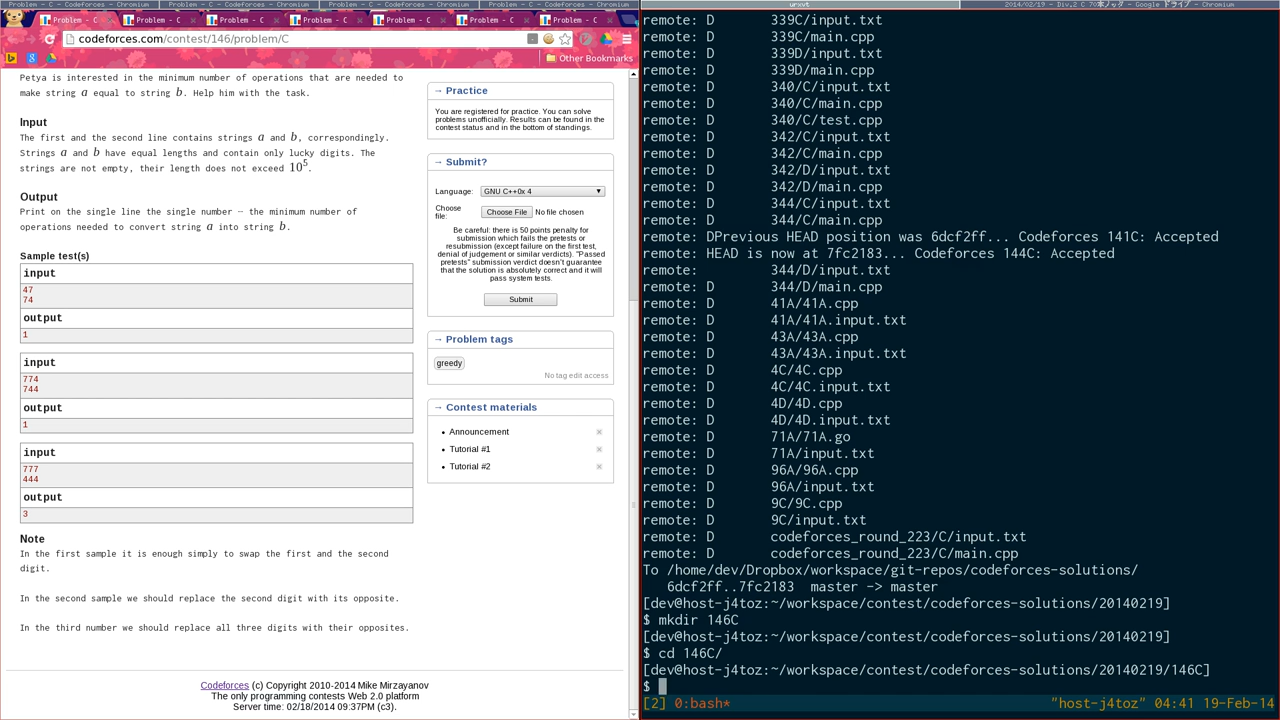 Problem - C - Codeforces - Chromium
urxvt
2014/02/19 - Div.2 C 70本ノッダ - Google ドライブ - Chromium
Problem - C
codeforces.com/contest/146/problem/C
Other Bookmarks
Petya is interested in the minimum number of operations that are needed to
make string a equal to string b. Help him with the task.
Input
The first and the second line contains strings a and b, correspondingly.
Strings a and b have equal lengths and contain only lucky digits. The
strings are not empty, their length does not exceed 10^5.
Output
Print on the single line the single number — the minimum number of
operations needed to convert string a into string b.
Sample test(s)
input
47
74
output
1
input
774
744
output
1
input
777
444
output
3
Note
In the first sample it is enough simply to swap the first and the second
digit.
In the second sample we should replace the second digit with its opposite.
In the third number we should replace all three digits with their opposites.
→ Practice
You are registered for practice. You can solve
problems unofficially. Results can be found in the
contest status and in the bottom of standings.
→ Submit?
Language: GNU C++0x 4
Choose
file: Choose File No file chosen
Be careful: there is 50 points penalty for
submission which fails the pretests or
resubmission (except failure on the first test,
denial of judgement or similar verdicts). "Passed
pretests" submission verdict doesn't guarantee
that the solution is absolutely correct and it will
pass system tests.
Submit
→ Problem tags
greedy
No tag edit access
→ Contest materials
Announcement
Tutorial #1
Tutorial #2
Codeforces (c) Copyright 2010-2014 Mike Mirzayanov
The only programming contests Web 2.0 platform
Server time: 02/18/2014 09:37PM (c3).
remote: D 339C/input.txt
remote: D 339C/main.cpp
remote: D 339D/input.txt
remote: D 339D/main.cpp
remote: D 340/C/input.txt
remote: D 340/C/main.cpp
remote: D 340/C/test.cpp
remote: D 342/C/input.txt
remote: D 342/C/main.cpp
remote: D 342/D/input.txt
remote: D 342/D/main.cpp
remote: D 344/C/input.txt
remote: D 344/C/main.cpp
remote: DPrevious HEAD position was 6dcf2ff... Codeforces 141C: Accepted
remote: HEAD is now at 7fc2183... Codeforces 144C: Accepted
remote: 344/D/input.txt
remote: D 344/D/main.cpp
remote: D 41A/41A.cpp
remote: D 41A/41A.input.txt
remote: D 43A/43A.cpp
remote: D 43A/43A.input.txt
remote: D 4C/4C.cpp
remote: D 4C/4C.input.txt
remote: D 4D/4D.cpp
remote: D 4D/4D.input.txt
remote: D 71A/71A.go
remote: D 71A/input.txt
remote: D 96A/96A.cpp
remote: D 96A/input.txt
remote: D 9C/9C.cpp
remote: D 9C/input.txt
remote: D codeforces_round_223/C/input.txt
remote: D codeforces_round_223/C/main.cpp
To /home/dev/Dropbox/workspace/git-repos/codeforces-solutions/
6dcf2ff..7fc2183 master -> master
[dev@host-j4toz:~/workspace/contest/codeforces-solutions/20140219]
$ mkdir 146C
[dev@host-j4toz:~/workspace/contest/codeforces-solutions/20140219]
$ cd 146C/
[dev@host-j4toz:~/workspace/contest/codeforces-solutions/20140219/146C]
$
[2] 0:bash* "host-j4toz" 04:41 19-Feb-14